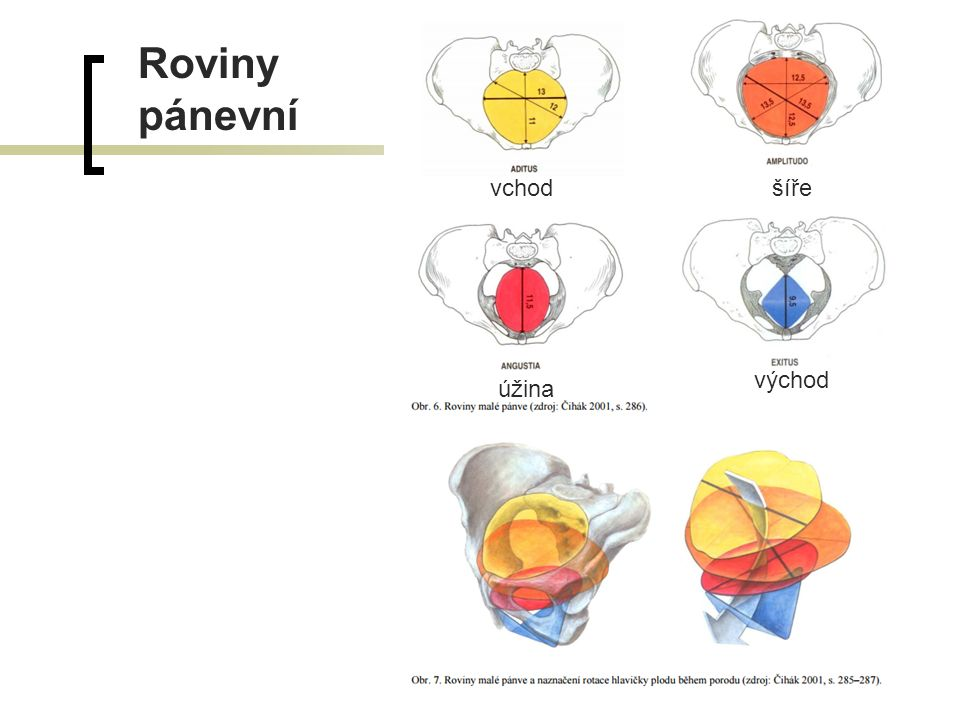 Roviny
pánevní
13
12
11
ADITUS
vchod
12,5
13,5
13,5
12,5
AMPLITUDO
šíře
11,5
ANGUSTIA
úžina
9,5
EXITUS
východ
Obr. 6. Roviny malé pánve (zdroj: Čihák 2001, s. 286).
Obr. 7. Roviny malé pánve a naznačení rotace hlavičky plodu během porodu (zdroj: Čihák 2001, s. 285–287).